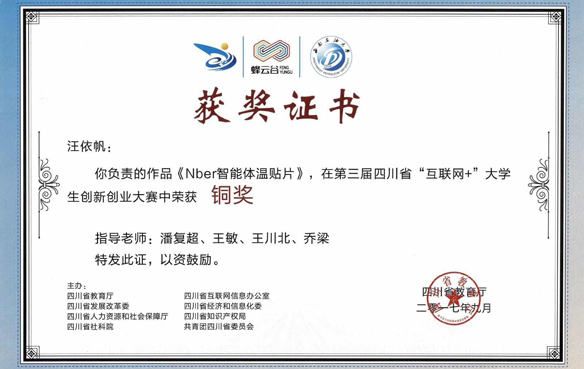 蜂云谷 FENG YUNGU
获奖证书
汪依帆：
你负责的作品《Nber智能体温贴片》，在第三届四川省“互联网+”大学
生创新创业大赛中荣获 铜奖
指导老师：潘复超、王敏、王川北、乔梁
特发此证，以资鼓励。
主办：
四川省教育厅 四川省互联网信息办公室
四川省发展改革委 四川省经济和信息化委
四川省人力资源和社会保障厅 四川省知识产权局
四川省社科院 共青团四川省委员会
四川省教育厅
二〇一七年九月